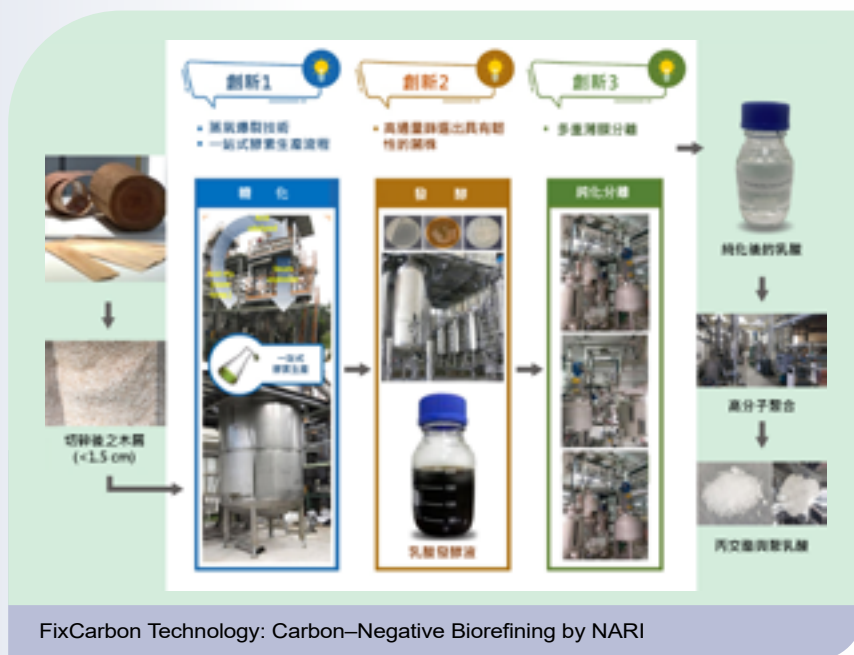 創新1
創新2
創新3
• 蒸氣爆裂技術
• 一站式酵素生產流程
• 高通量篩選出具有韌
性的菌株
• 多重薄膜分離
糖 化
發 酵
純化分離
一站式
酵素生產
切碎後之木屑
(<1.5 cm)
乳酸發酵液
純化後的乳酸
高分子聚合
丙交酯與聚乳酸
FixCarbon Technology: Carbon–Negative Biorefining by NARI